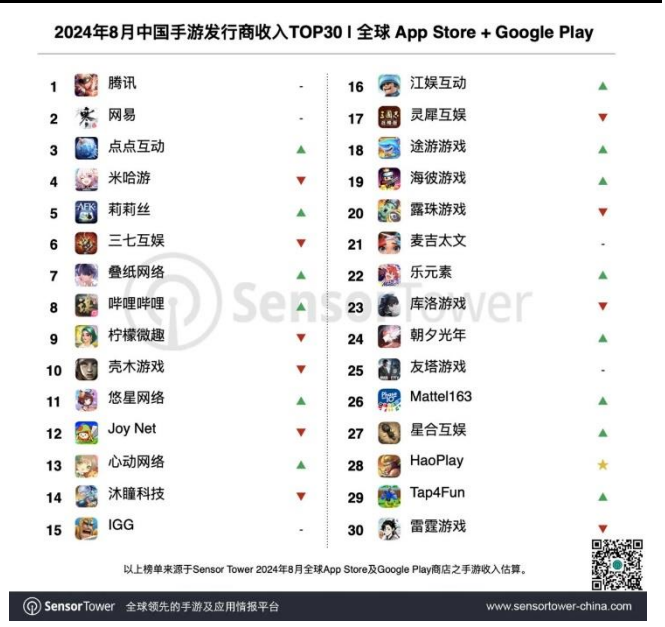 2024年8月中国手游发行商收入TOP30 | 全球 App Store + Google Play
1 腾讯 -
2 网易 -
3 点点互动 ▲
4 米哈游 ▼
5 莉莉丝 ▲
6 三七互娱 ▼
7 叠纸网络 ▲
8 哔哩哔哩 ▲
9 柠檬微趣 ▼
10 壳木游戏 ▼
11 悠星网络 ▲
12 Joy Net ▼
13 心动网络 ▲
14 沐瞳科技 ▼
15 IGG -
16 江娱互动 ▲
17 灵犀互娱 ▼
18 途游游戏 ▲
19 海彼游戏 ▲
20 露珠游戏 ▼
21 麦吉太文 -
22 乐元素 ▲
23 库洛游戏 ▼
24 朝夕光年 ▲
25 友塔游戏 -
26 Mattel163 ▲
27 星合互娱 ▲
28 HaoPlay ★
29 Tap4Fun ▲
30 雷霆游戏 ▼
SensorTower
以上榜单来源于Sensor Tower 2024年8月全球App Store及Google Play商店之手游收入估算。
SensorTower 全球领先的手游及应用情报平台
www.sensortower-china.com